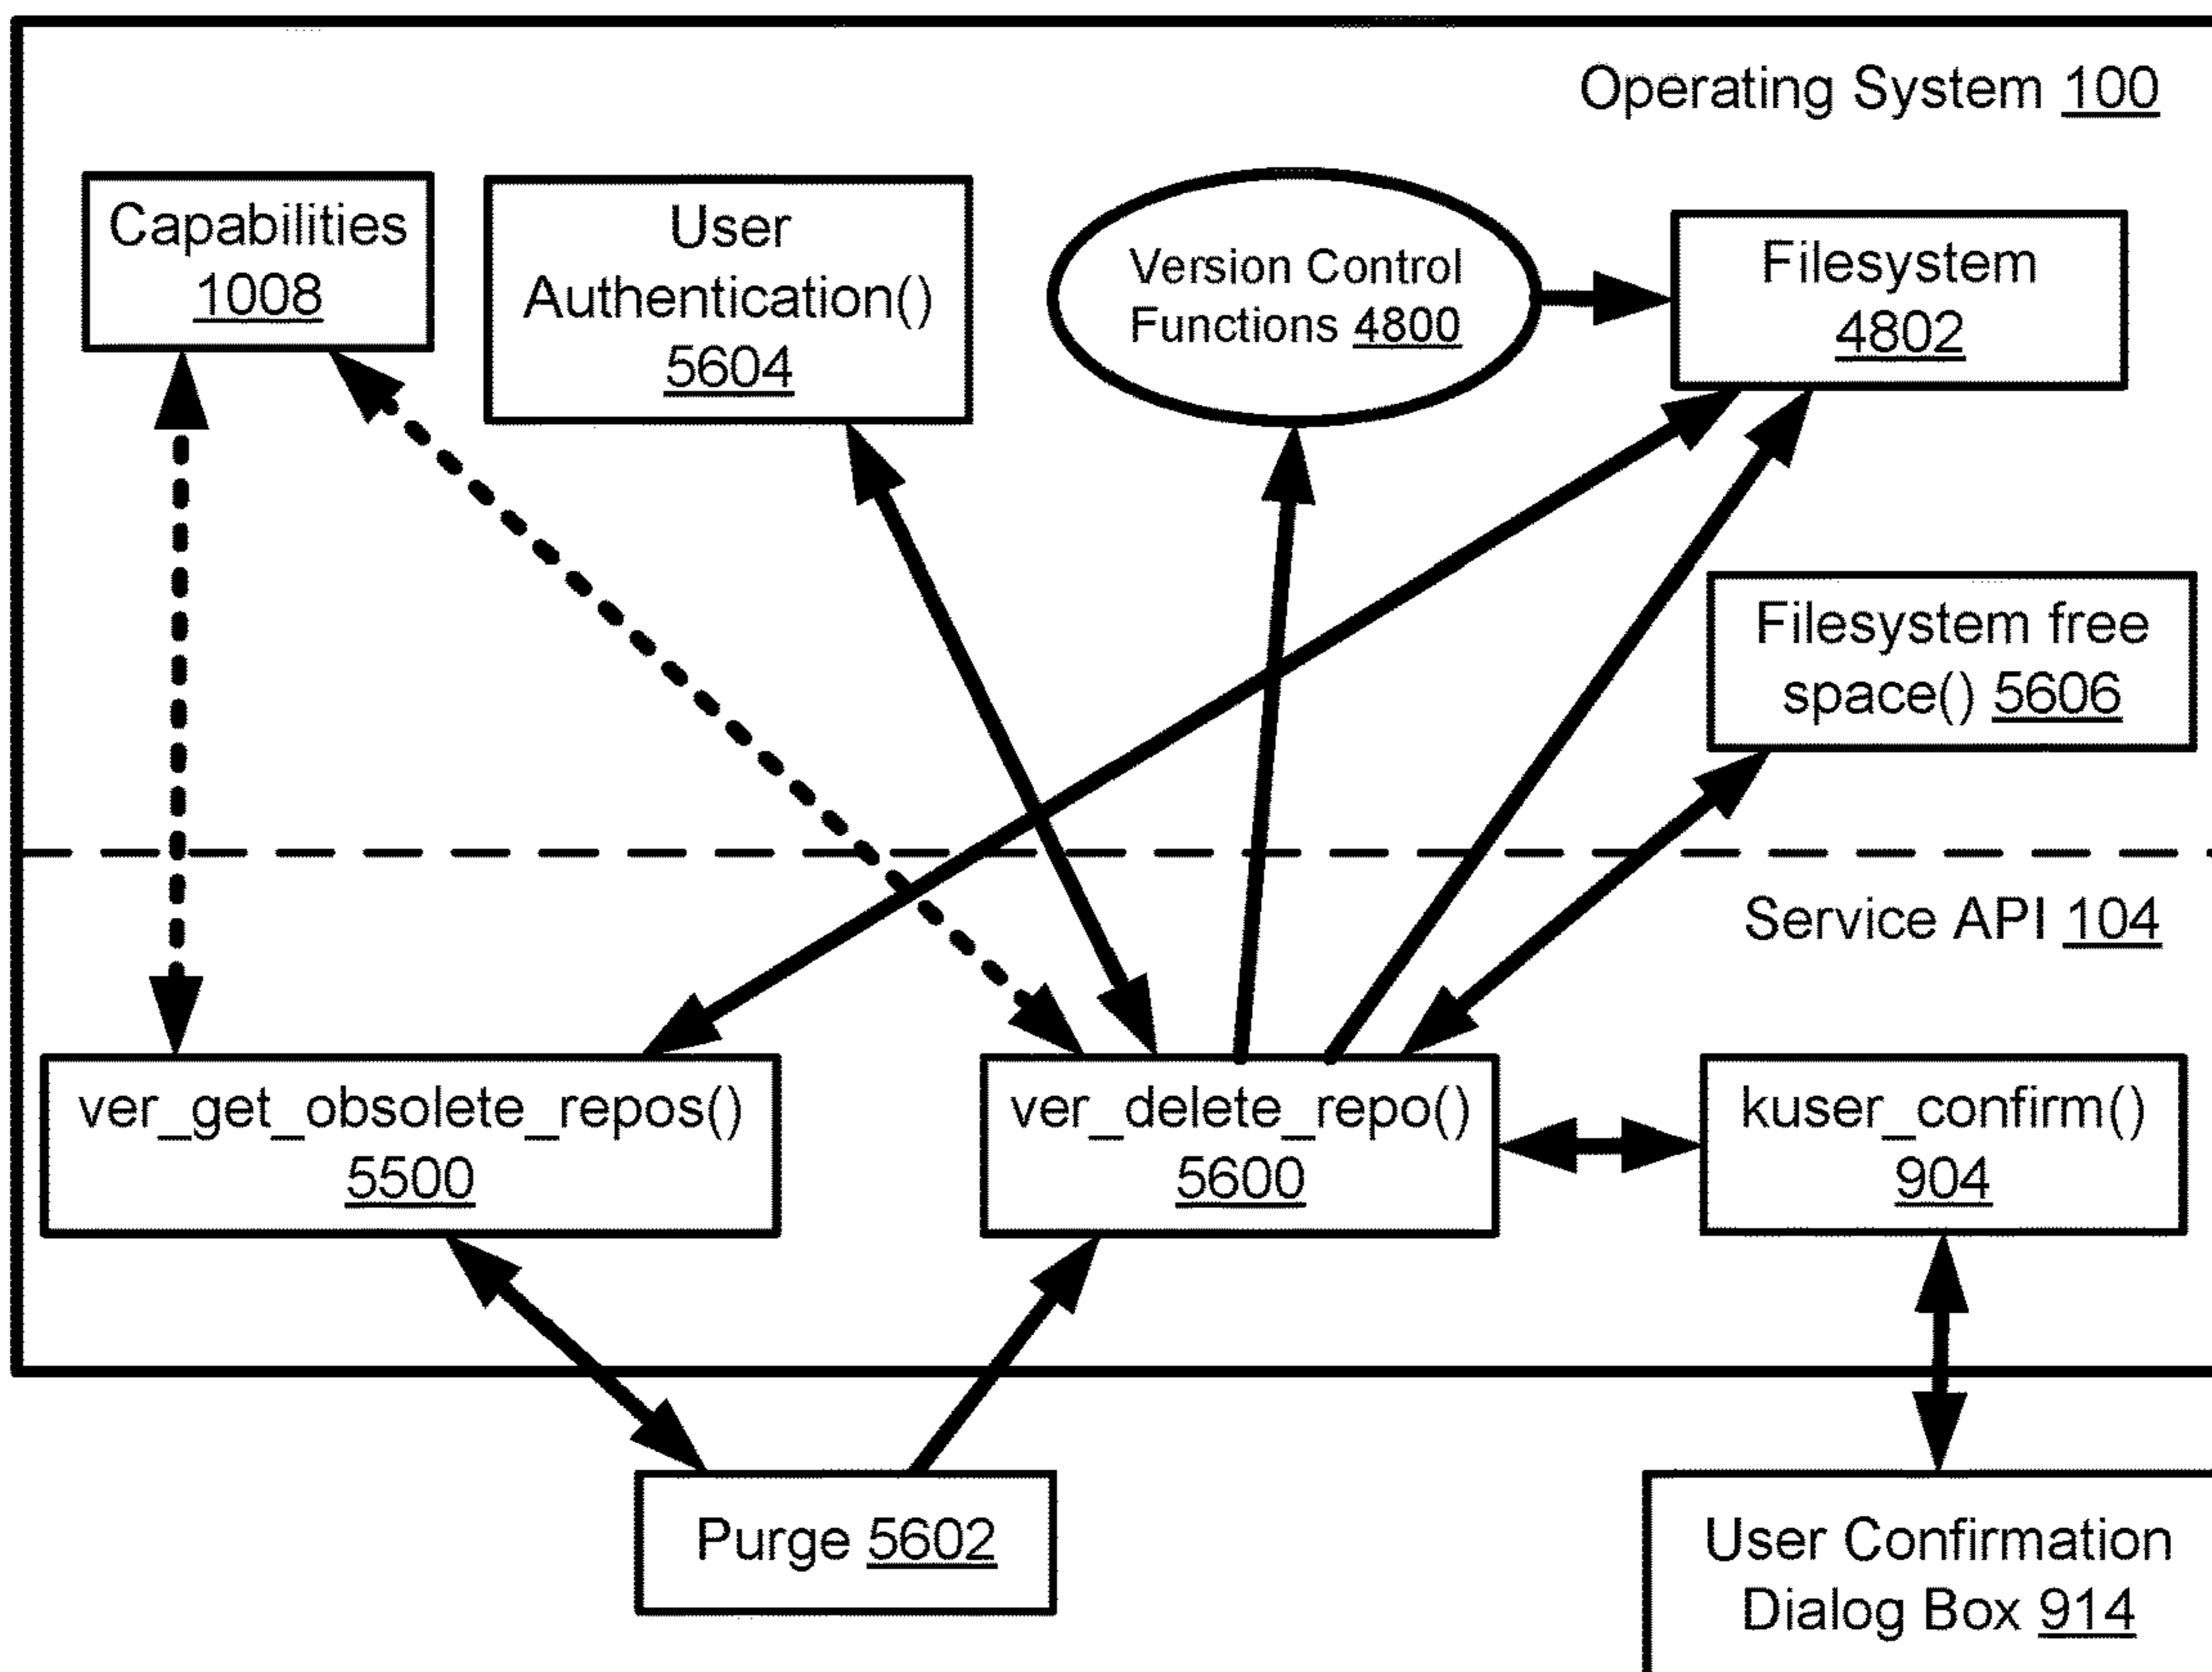 Operating System 100
Capabilities
1008
User
Authentication()
5604
Version Control
Functions 4800
Filesystem
4802
Filesystem free
space() 5606
Service API 104
ver_get_obsolete_repos()
5500
ver_delete_repo()
5600
kuser_confirm()
904
Purge 5602
User Confirmation
Dialog Box 914